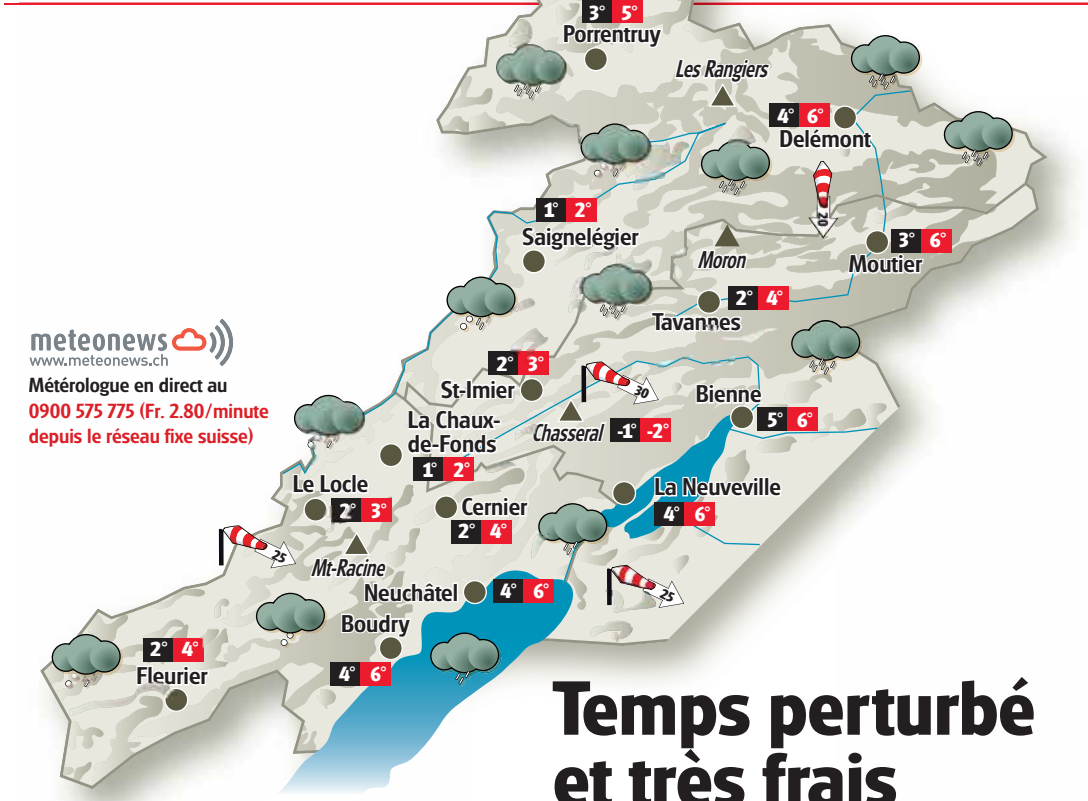 3° 5°
Porrentruy
Les Rangiers
4° 6°
Delémont
20
1° 2°
Saignelégier
Moron
3° 6°
Moutier
2° 4°
Tavannes
meteonews
www.meteonews.ch
Métérologue en direct au
0900 575 775 (Fr. 2.80/minute
depuis le réseau fixe suisse)
2° 3°
St-Imier
30
Bienne
5° 6°
Chasseral -1° -2°
La Chaux-
de-Fonds
1° 2°
Le Locle
2° 3°
Cernier
2° 4°
La Neuveville
4° 6°
25
Mt-Racine
Neuchâtel 4° 6°
25
Boudry
4° 6°
2° 4°
Fleurier
Temps perturbé
et très frais